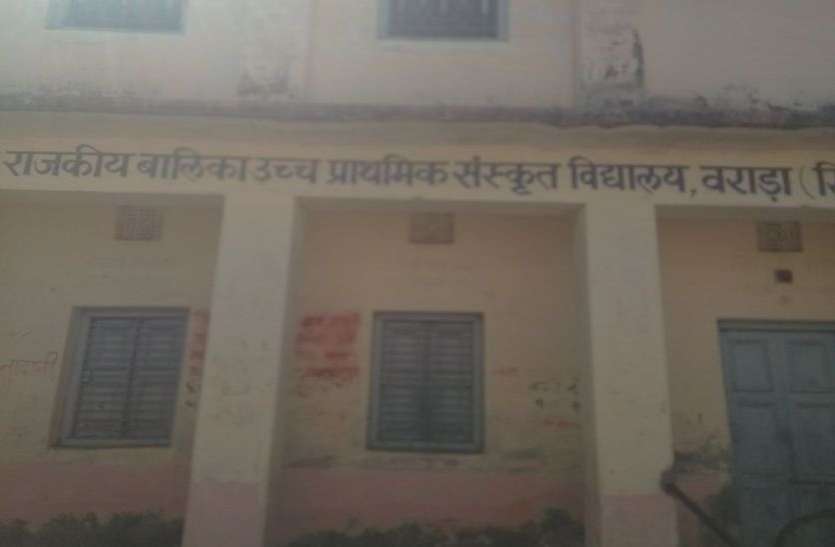 राजकीय बालिका उच्च प्राथमिक संस्कृत विद्यालय, वराड़ा (सि